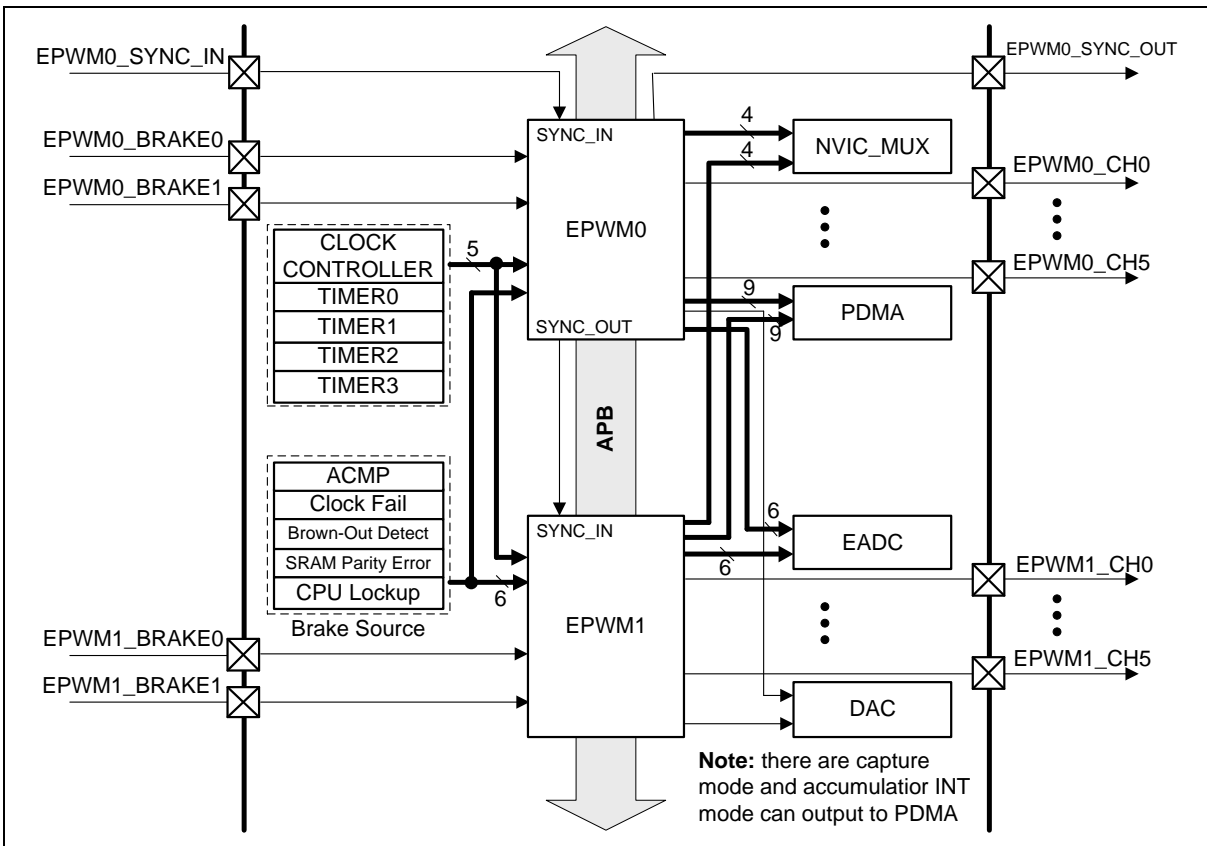 EPWM0_SYNC_IN
EPWM0_SYNC_OUT
EPWM0_BRAKE0
EPWM0_BRAKE1
SYNC_IN
EPWM0
SYNC_OUT
4
4
NVIC_MUX
EPWM0_CH0
EPWM0_CH5
CLOCK
CONTROLLER
TIMER0
TIMER1
TIMER2
TIMER3
5
9
9
PDMA
APB
ACMP
Clock Fail
Brown-Out Detect
SRAM Parity Error
CPU Lockup
Brake Source
6
SYNC_IN
EPWM1
6
6
EADC
EPWM1_CH0
EPWM1_CH5
EPWM1_BRAKE0
EPWM1_BRAKE1
DAC
Note: there are capture
mode and accumulatior INT
mode can output to PDMA